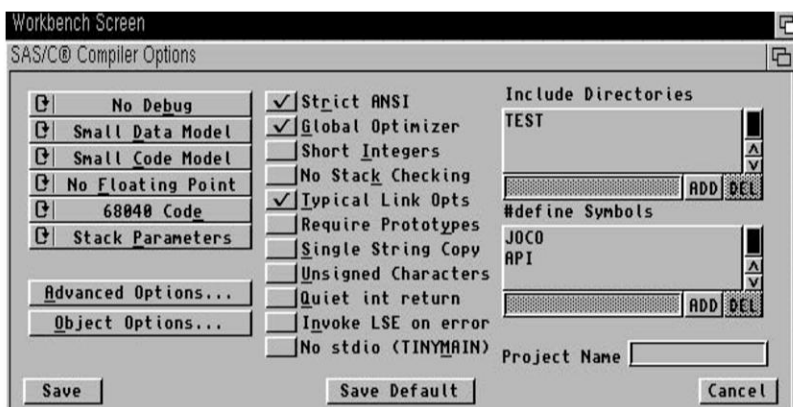 Workbench Screen
SAS/C® Compiler Options
No Debug
Small Data Model
Small Code Model
No Floating Point
68040 Code
Stack Parameters
Advanced Options...
Object Options...
Strict ANSI
Global Optimizer
Short Integers
No Stack Checking
Typical Link Opts
Require Prototypes
Single String Copy
Unsigned Characters
Quiet int return
Invoke LSE on error
No stdio (TINYMAIN)
Include Directories
TEST
ADD DEL
#define Symbols
JOCO
API
ADD DEL
Project Name
Save
Save Default
Cancel